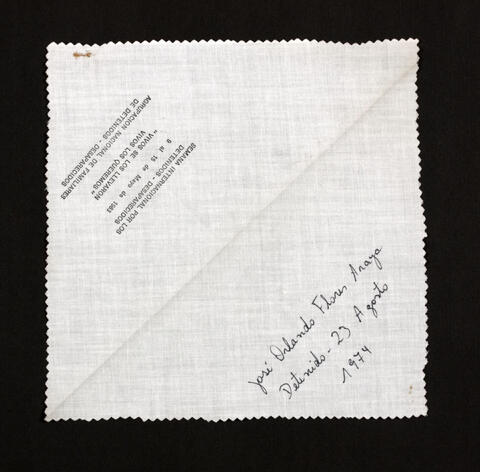 SEMANA INTERNACIONAL POR LOS
DETENIDOS - DESAPARECIDOS
9 al 15 de Mayo de 1983
" VIVOS SE LOS LLEVARON
VIVOS LOS QUEREMOS "
AGRUPACION NACIONAL DE FAMILIARES
DE DETENIDOS - DESAPARECIDOS
José Orlando Flores Araya
Detenido - 23 Agosto
1974